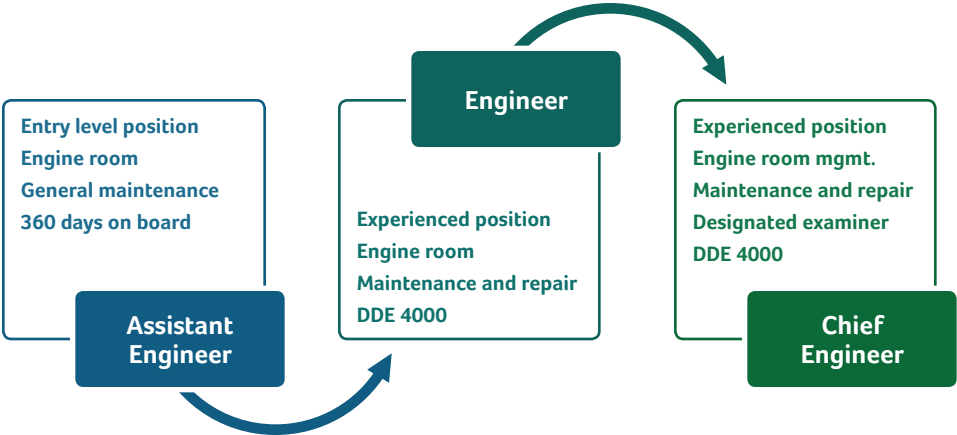 Entry level position
Engine room
General maintenance
360 days on board
Assistant
Engineer
Engineer
Experienced position
Engine room
Maintenance and repair
DDE 4000
Experienced position
Engine room mgmt.
Maintenance and repair
Designated examiner
DDE 4000
Chief
Engineer